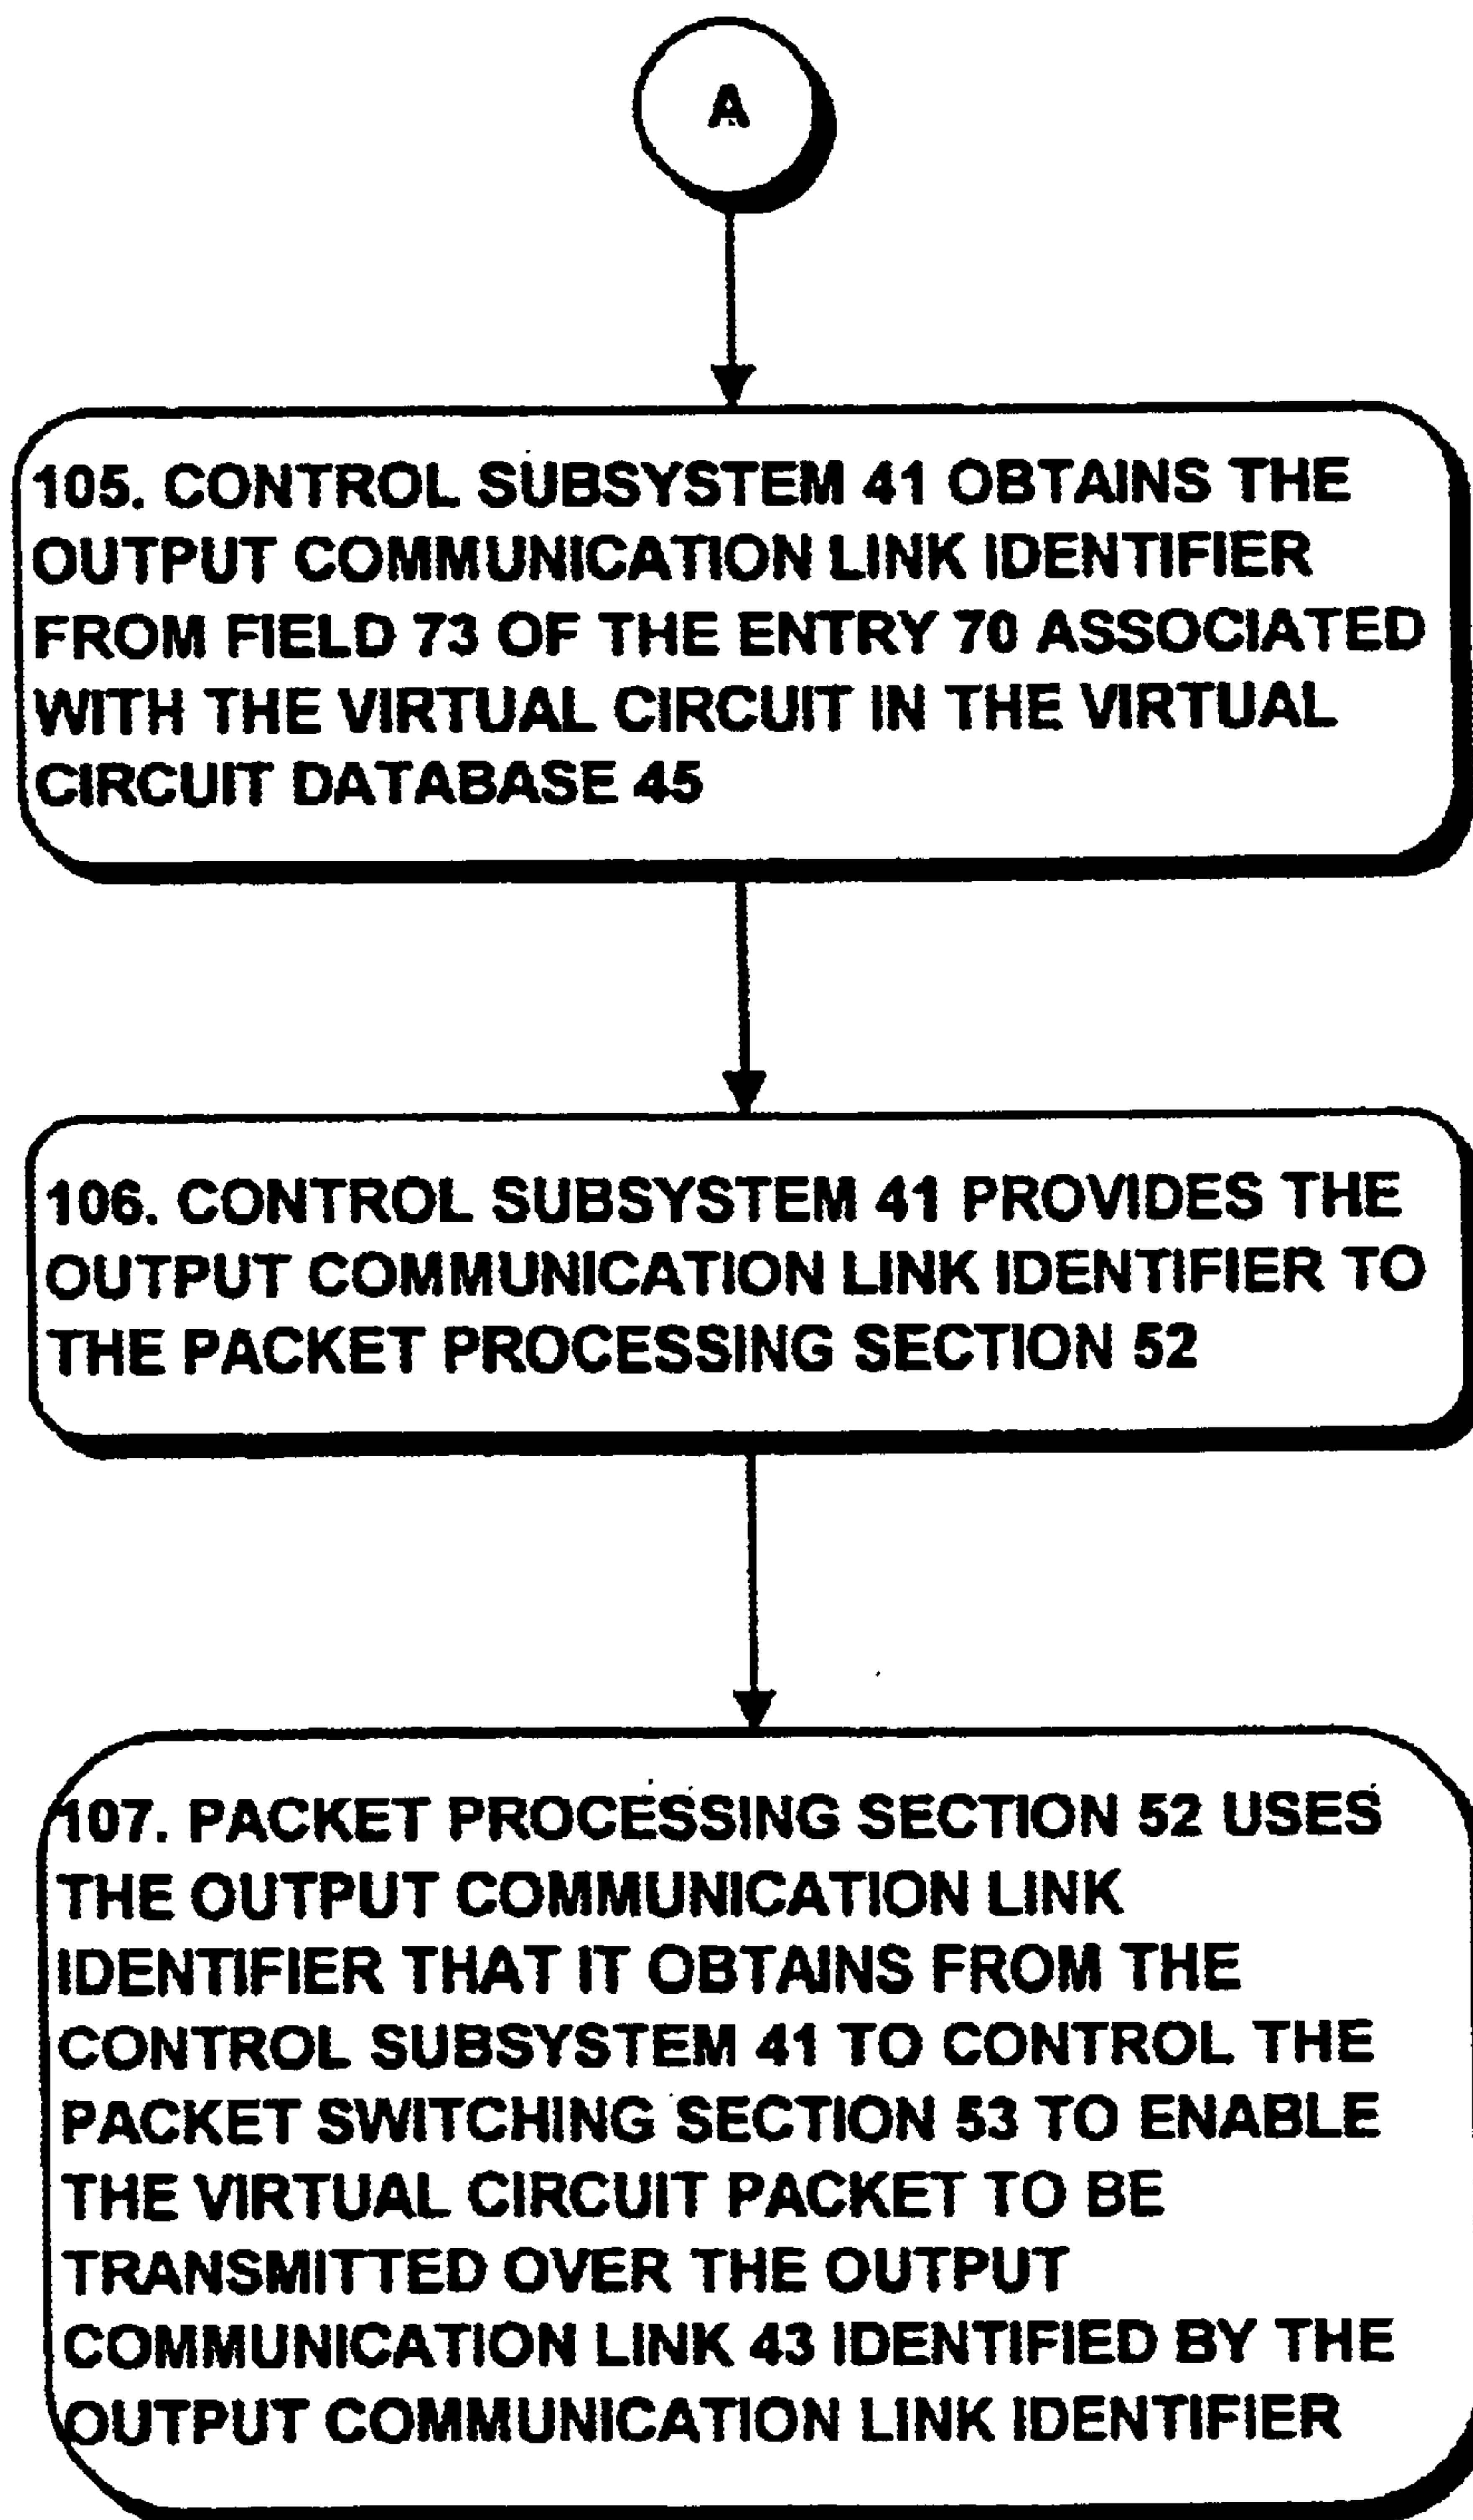 A
105. CONTROL SUBSYSTEM 41 OBTAINS THE
OUTPUT COMMUNICATION LINK IDENTIFIER
FROM FIELD 73 OF THE ENTRY 70 ASSOCIATED
WITH THE VIRTUAL CIRCUIT IN THE VIRTUAL
CIRCUIT DATABASE 45
106. CONTROL SUBSYSTEM 41 PROVIDES THE
OUTPUT COMMUNICATION LINK IDENTIFIER TO
THE PACKET PROCESSING SECTION 52
107. PACKET PROCESSING SECTION 52 USES
THE OUTPUT COMMUNICATION LINK
IDENTIFIER THAT IT OBTAINS FROM THE
CONTROL SUBSYSTEM 41 TO CONTROL THE
PACKET SWITCHING SECTION 53 TO ENABLE
THE VIRTUAL CIRCUIT PACKET TO BE
TRANSMITTED OVER THE OUTPUT
COMMUNICATION LINK 43 IDENTIFIED BY THE
OUTPUT COMMUNICATION LINK IDENTIFIER